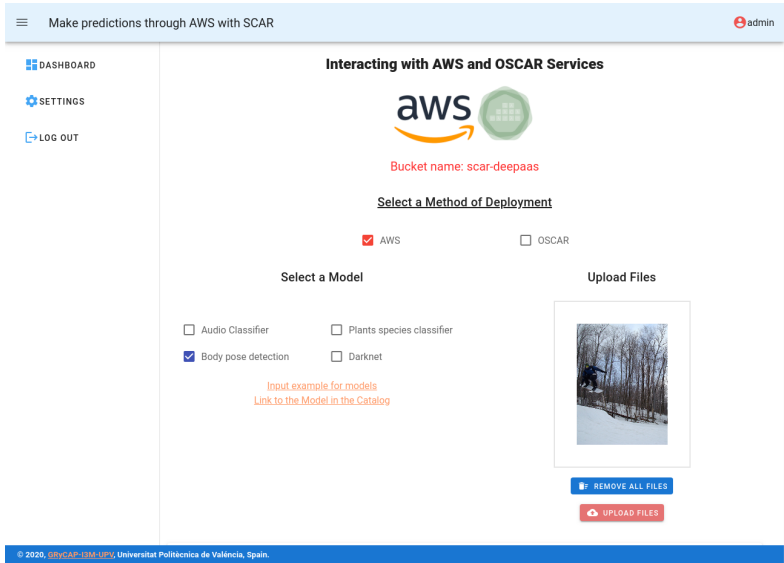 Make predictions through AWS with SCAR
admin
DASHBOARD
SETTINGS
LOG OUT
Interacting with AWS and OSCAR Services
aws
Bucket name: scar-deepaas
Select a Method of Deployment
AWS
OSCAR
Select a Model
Audio Classifier
Plants species classifier
Body pose detection
Darknet
Input example for models
Link to the Model in the Catalog
Upload Files
REMOVE ALL FILES
UPLOAD FILES
© 2020, GRyCAP-I3M-UPV, Universitat Politècnica de València, Spain.